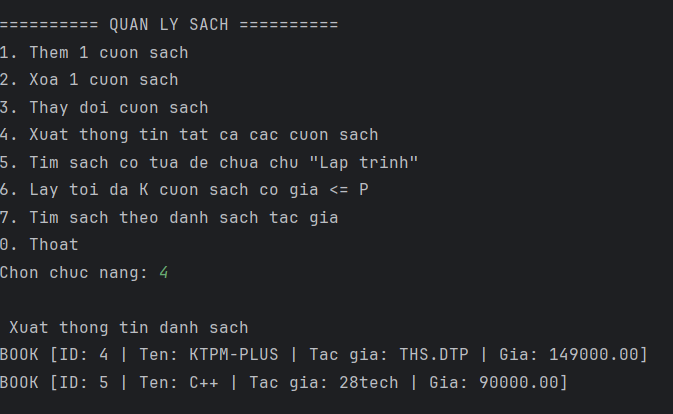 ========== QUAN LY SACH ==========
1. Them 1 cuon sach
2. Xoa 1 cuon sach
3. Thay doi cuon sach
4. Xuat thong tin tat ca cac cuon sach
5. Tim sach co tua de chua chu "Lap trinh"
6. Lay toi da K cuon sach co gia <= P
7. Tim sach theo danh sach tac gia
0. Thoat
Chon chuc nang: 4
Xuat thong tin danh sach
BOOK [ID: 4 | Ten: KTPM-PLUS | Tac gia: THS.DTP | Gia: 149000.00]
BOOK [ID: 5 | Ten: C++ | Tac gia: 28tech | Gia: 90000.00]